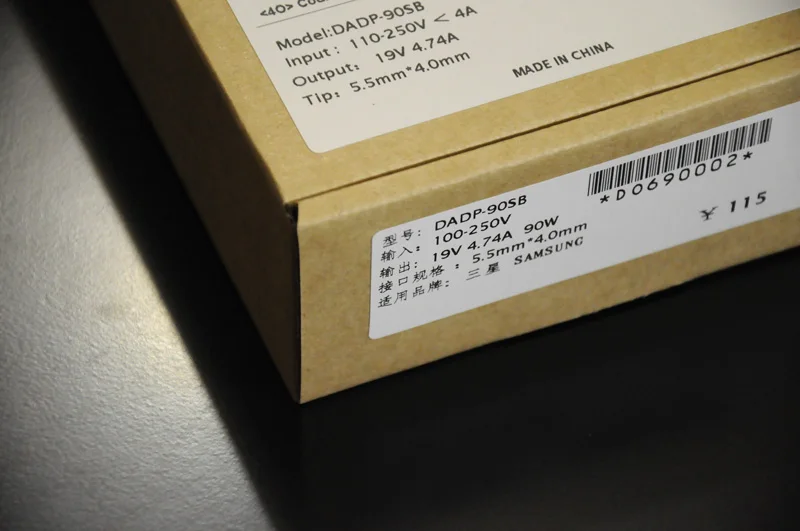 <40>
Model:DADP-90SB
Input: 110-250V < 4A
Output: 19V 4.74A
Tip: 5.5mm*4.0mm
MADE IN CHINA
型号: DADP-90SB
输入: 100-250V
输出: 19V 4.74A 90W
接口规格: 5.5mm*4.0mm
适用品牌: 三星 SAMSUNG
*D0690002*
¥ 115